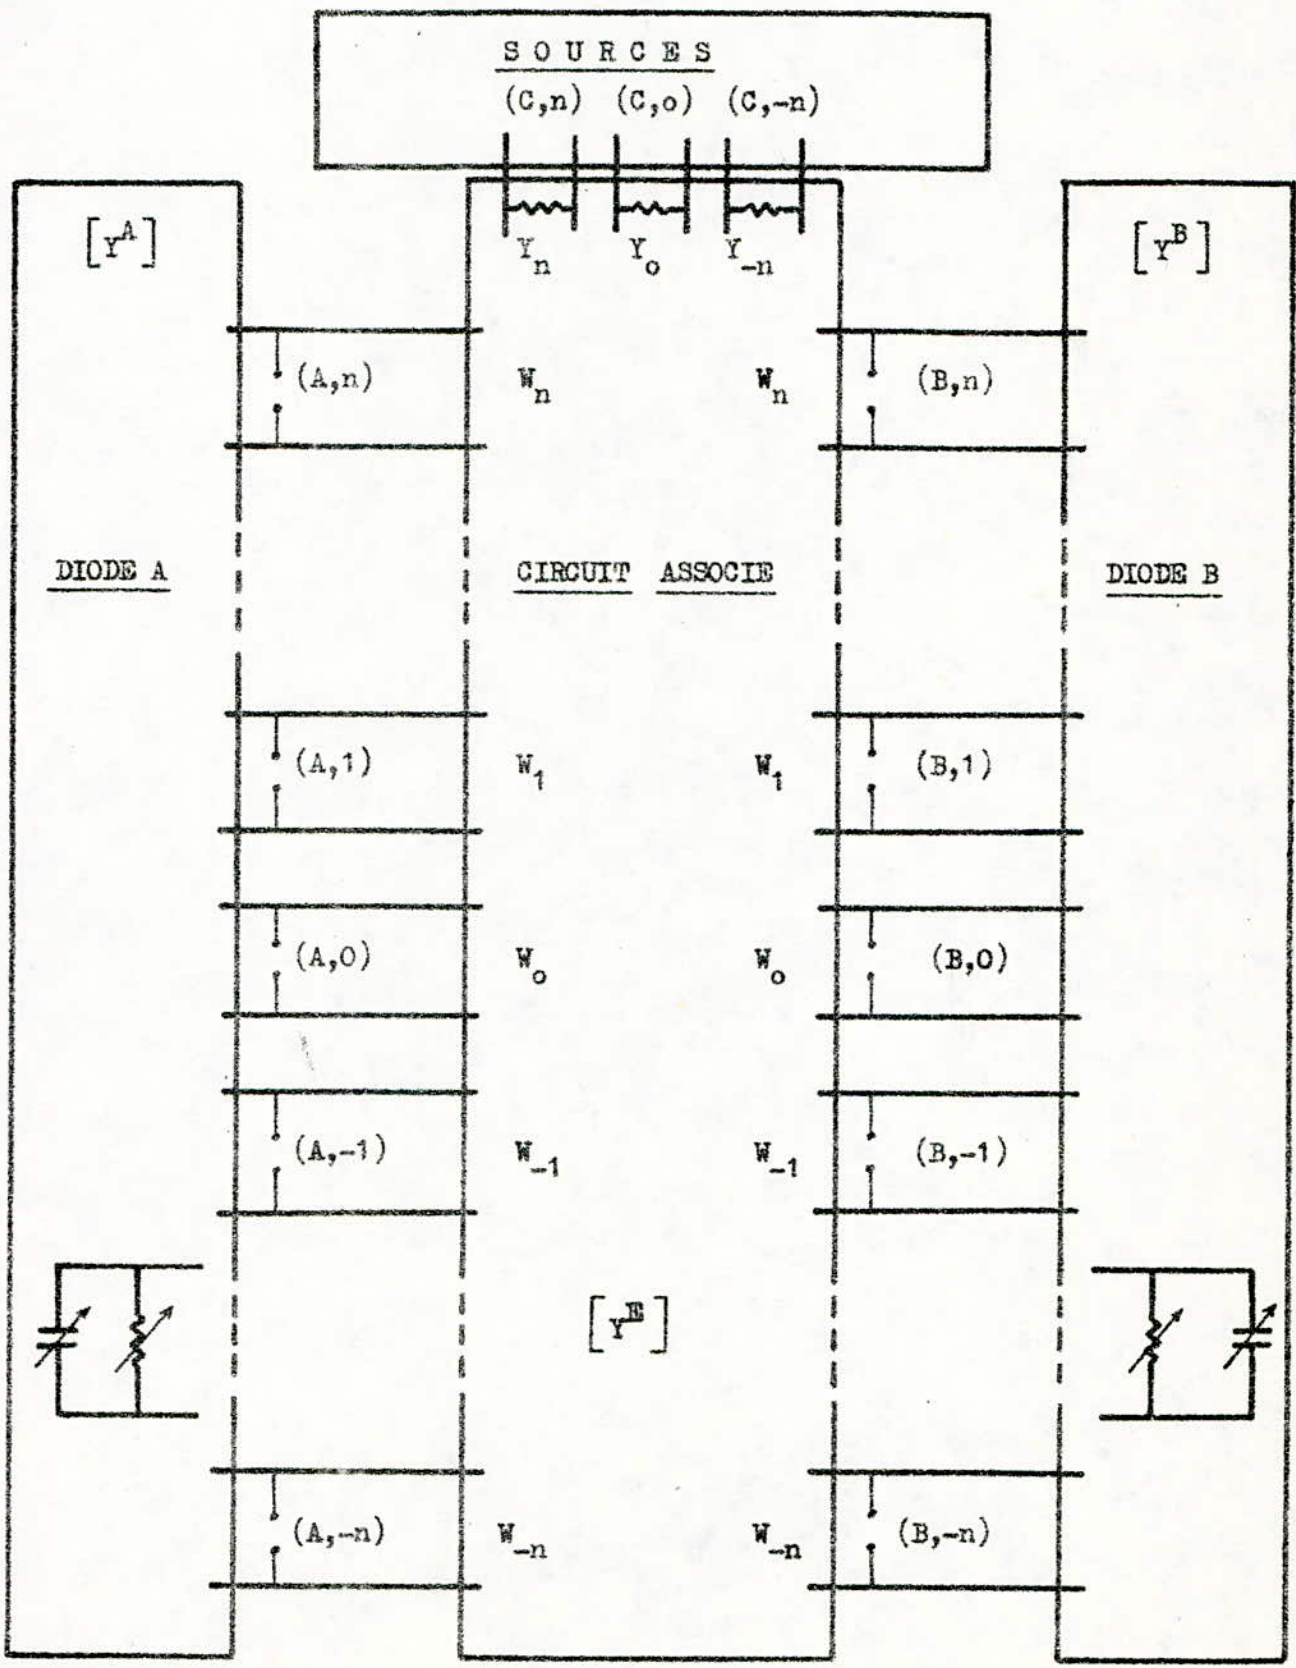 SOURCES
(C,n) (C,o) (C,-n)
[Y^A]
Y_n Y_o Y_-n
[Y^B]
(A,n) W_n W_n (B,n)
DIODE A
CIRCUIT ASSOCIE
DIODE B
(A,1) W_1 W_1 (B,1)
(A,0) W_o W_o (B,0)
(A,-1) W_-1 W_-1 (B,-1)
[Y^E]
(A,-n) W_-n W_-n (B,-n)